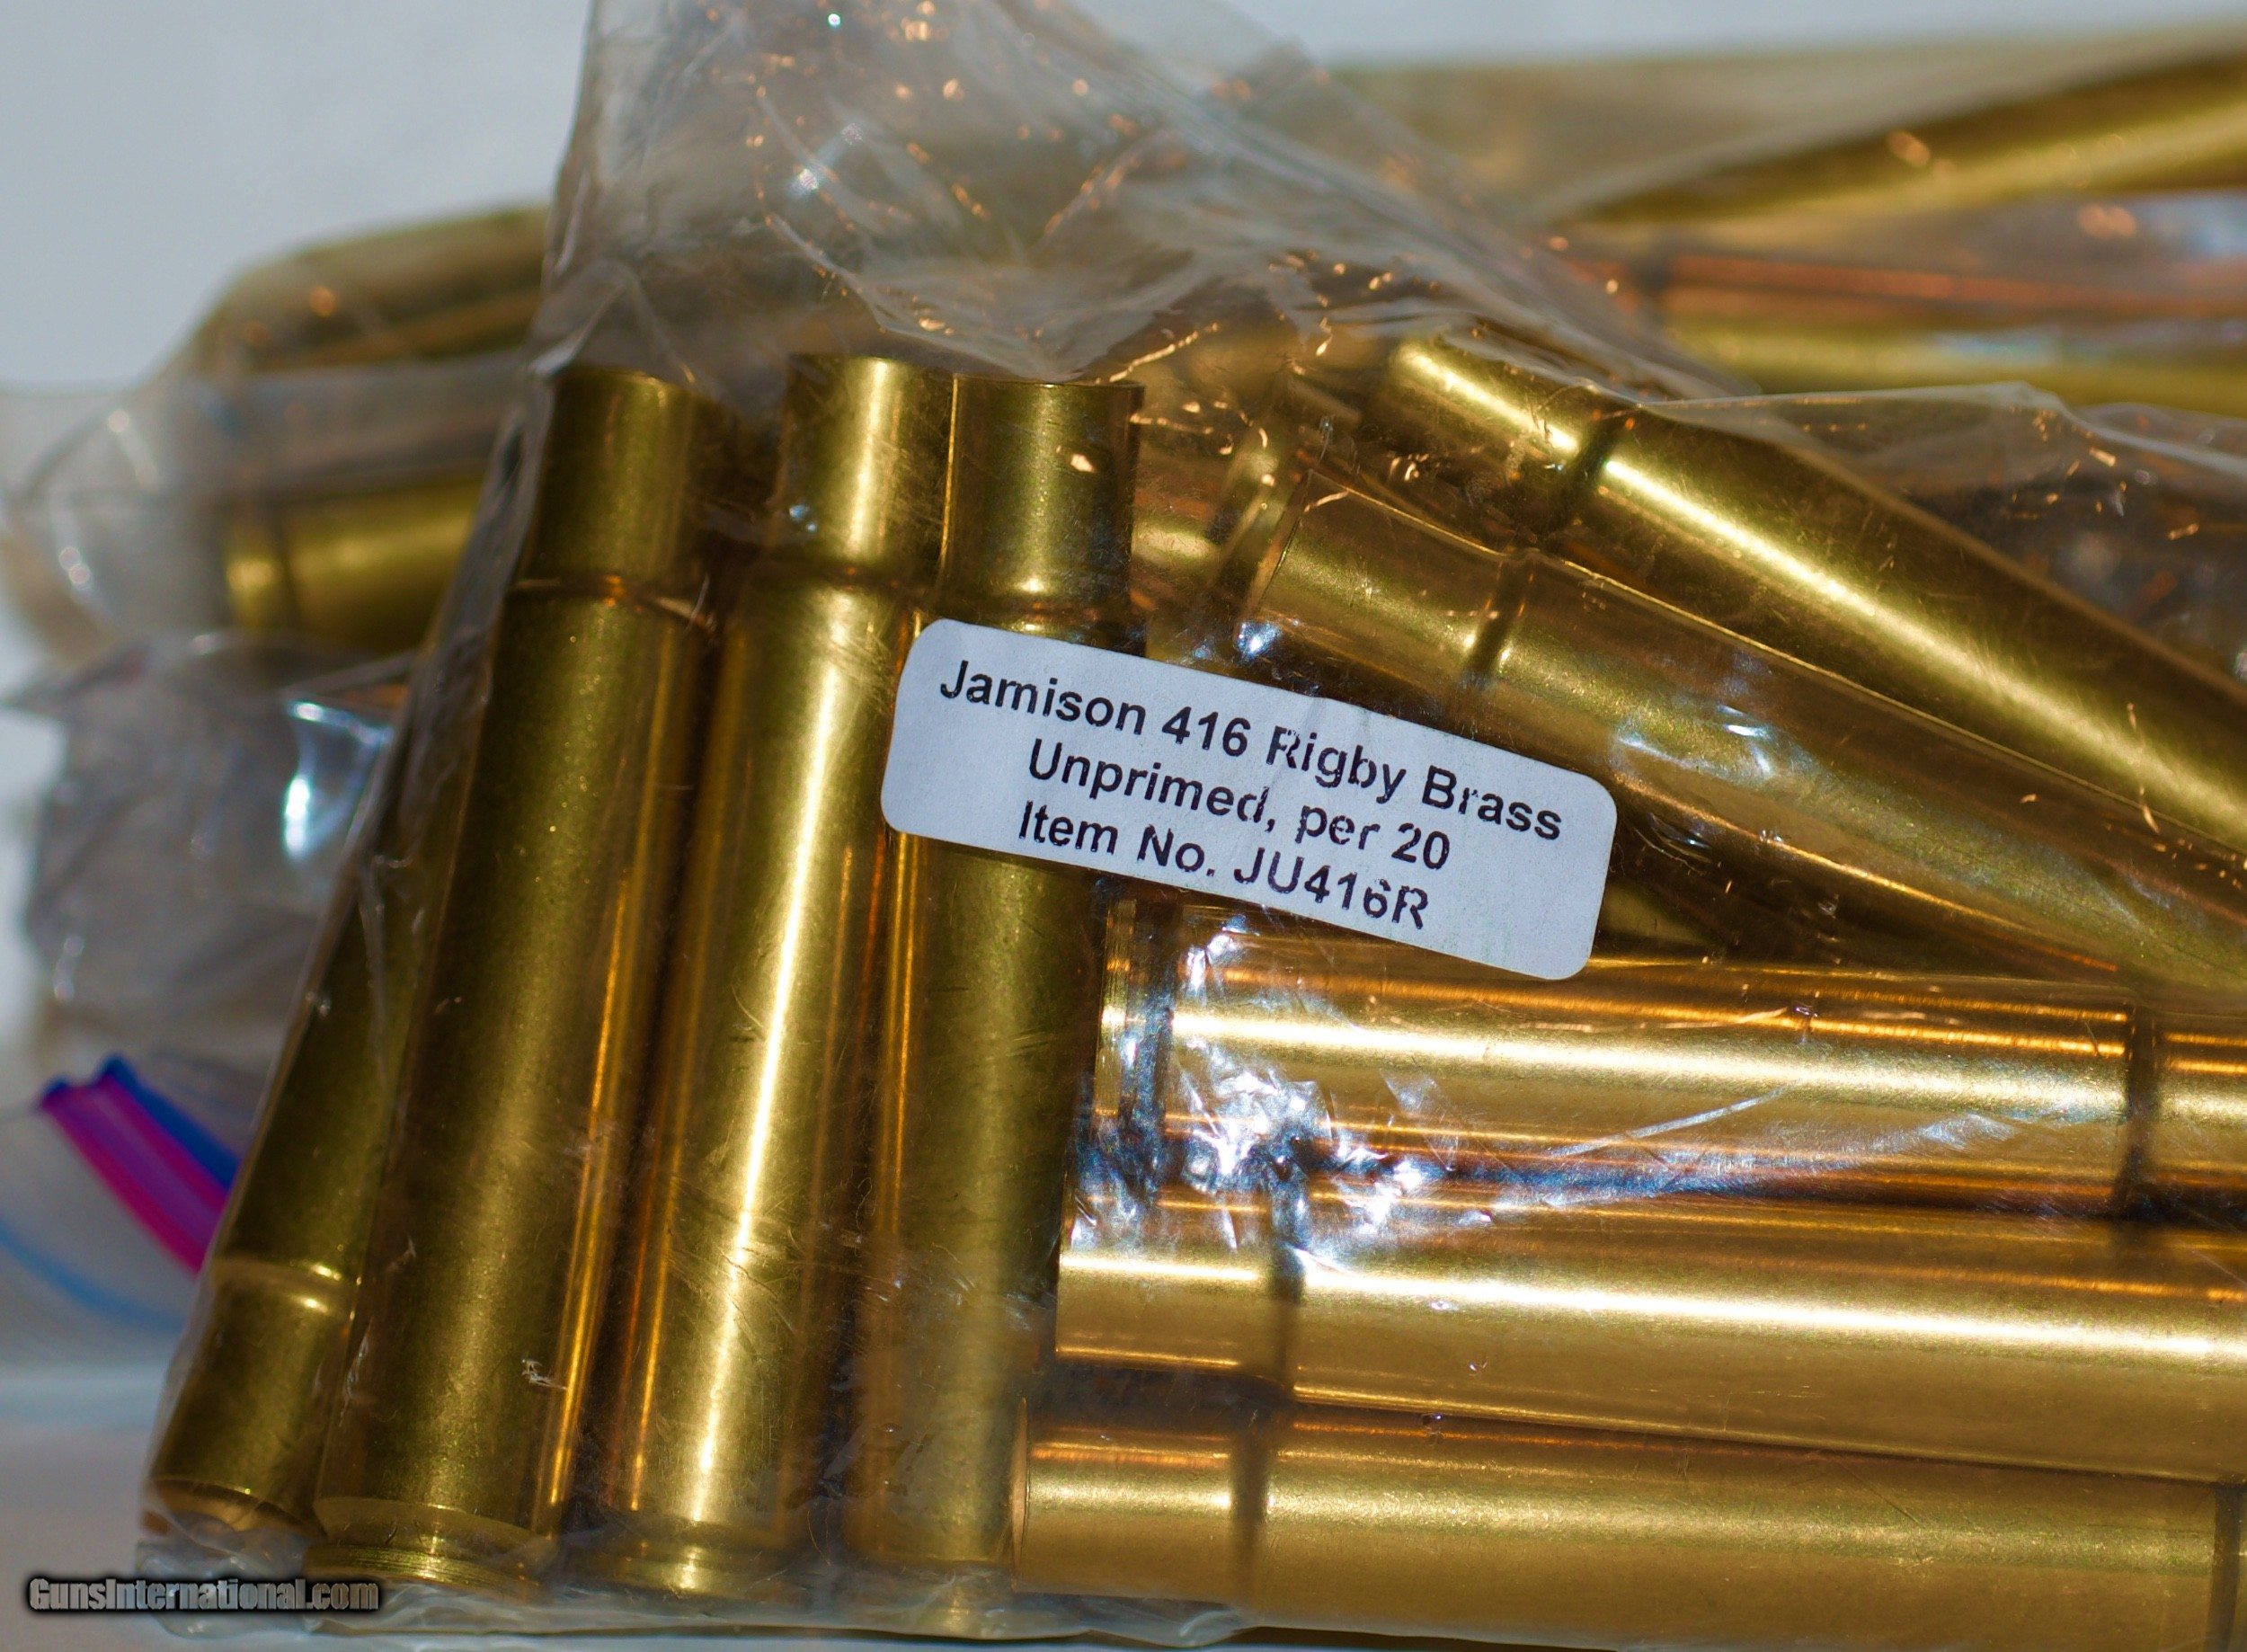 Jamison 416 Rigby Brass
Unprimed, per 20
Item No. JU416R
GunsInternational.com